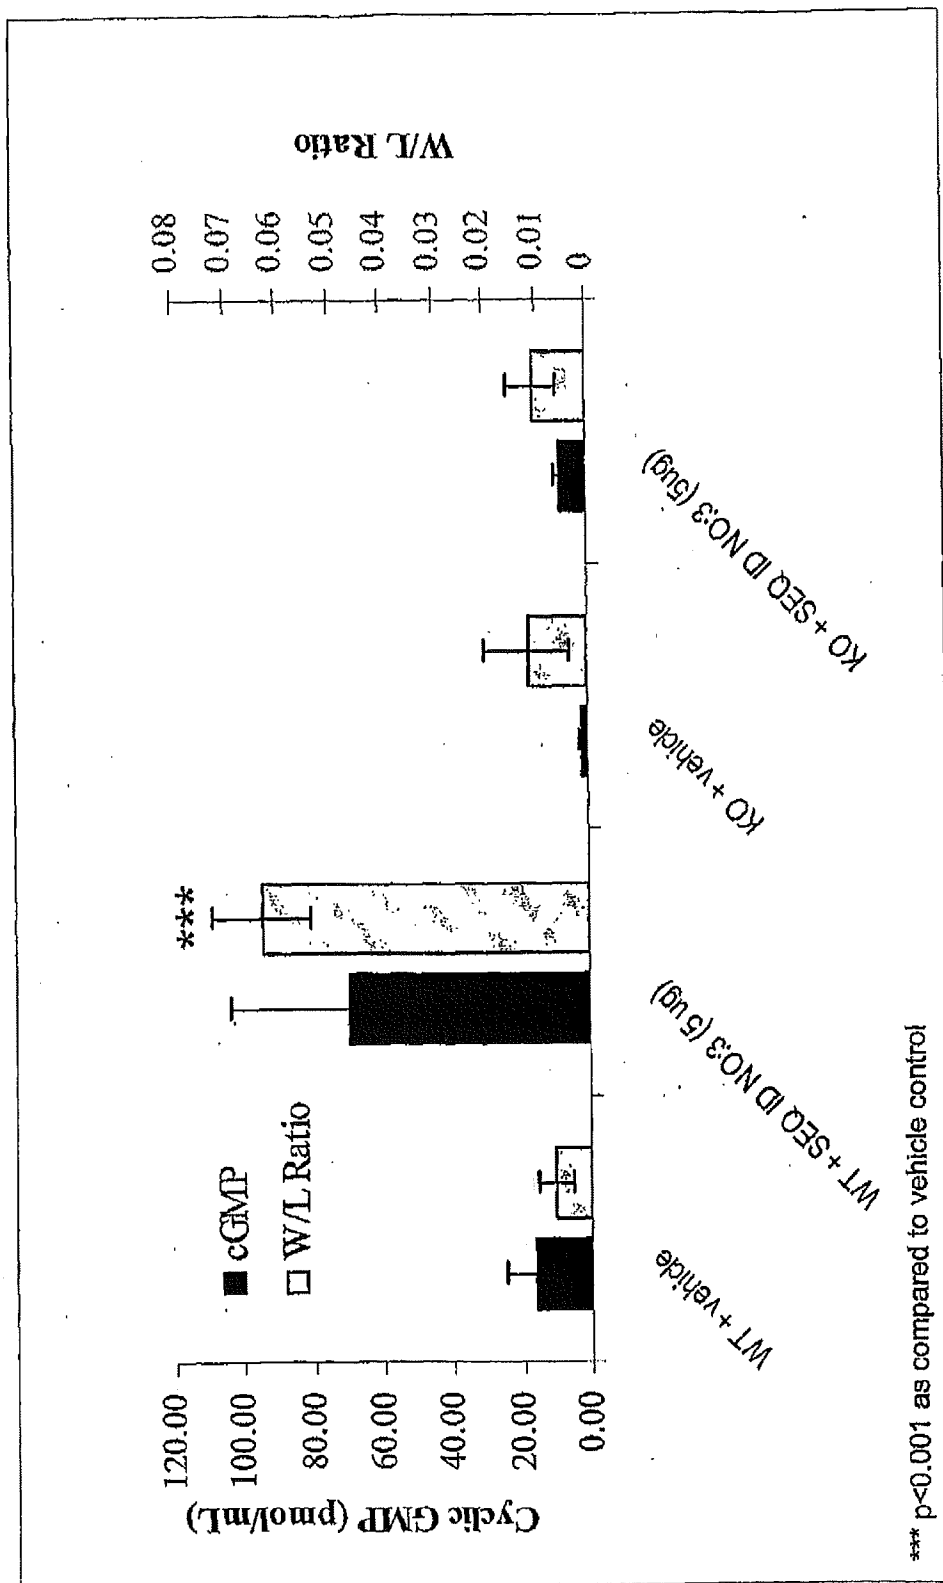 Cyclic GMP (pmol/mL)
120.00
100.00
80.00
60.00
40.00
20.00
0.00
cGMP
W/L Ratio
***
W/L Ratio
0.08
0.07
0.06
0.05
0.04
0.03
0.02
0.01
0
WT + vehicle
WT + SEQ ID NO:3 (5 ug)
KO + vehicle
KO + SEQ ID NO:3 (5ug)
*** p<0.001 as compared to vehicle control